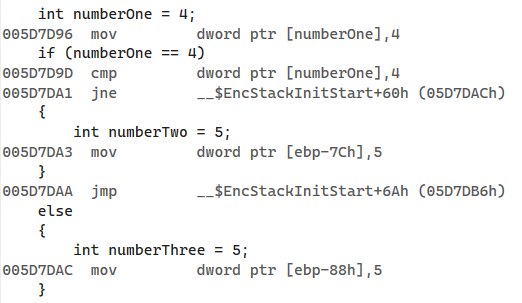 int numberOne = 4;
005D7D96 mov dword ptr [numberOne],4
if (numberOne == 4)
005D7D9D cmp dword ptr [numberOne],4
005D7DA1 jne __$EncStackInitStart+60h (05D7DACh)
{
int numberTwo = 5;
005D7DA3 mov dword ptr [ebp-7Ch],5
}
005D7DAA jmp __$EncStackInitStart+6Ah (05D7DB6h)
else
{
int numberThree = 5;
005D7DAC mov dword ptr [ebp-88h],5
}